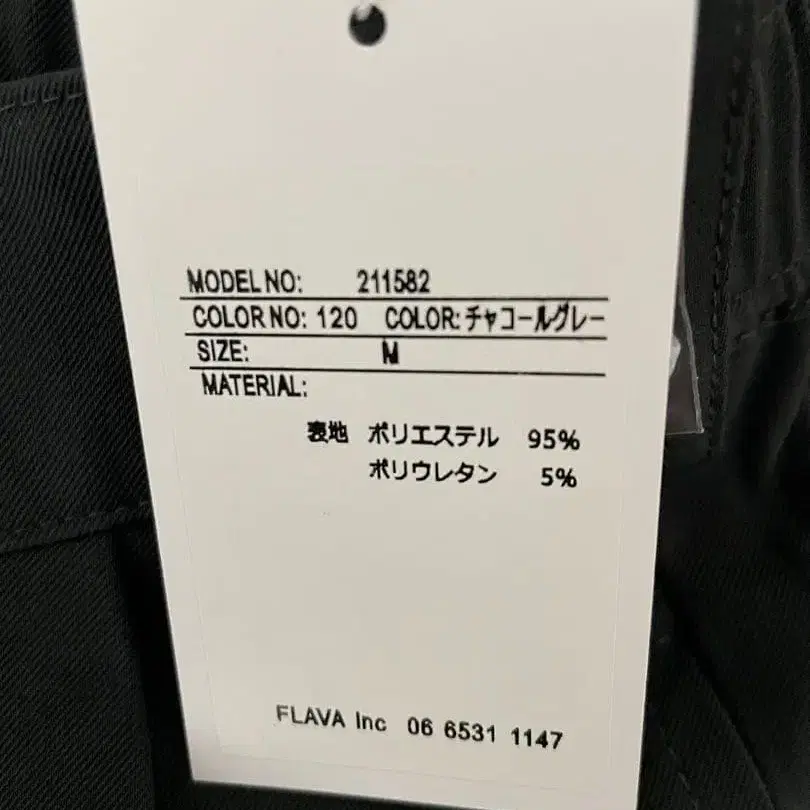 MODEL NO: 211582
COLOR NO: 120 COLOR: チャコールグレー
SIZE: M
MATERIAL:
表地 ポリエステル 95%
ポリウレタン 5%
FLAVA Inc 06 6531 1147